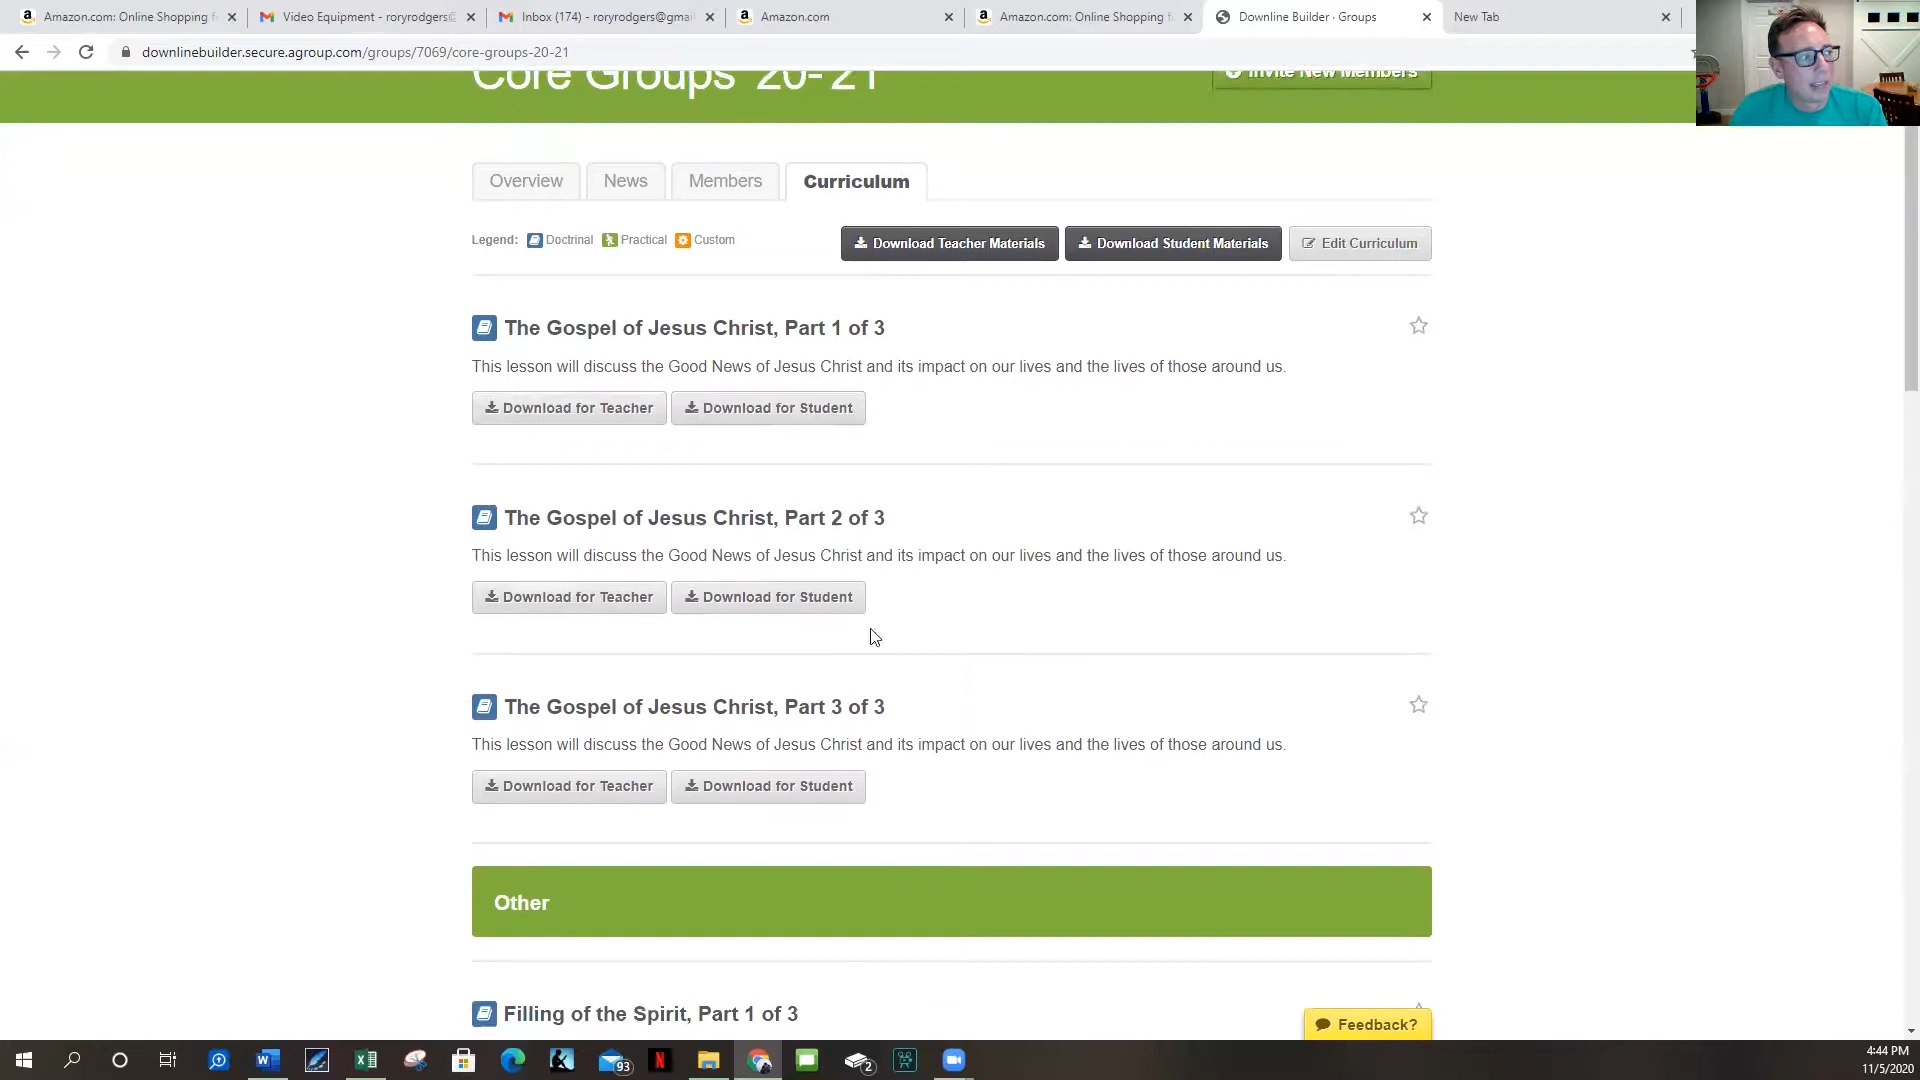 Amazon.com: Online Shopping f
Video Equipment - roryrodgers@
Inbox (174) - roryrodgers@gmai
Amazon.com
Amazon.com: Online Shopping f
Downline Builder · Groups
New Tab
downlinebuilder.secure.agroup.com/groups/7069/core-groups-20-21
Core Groups '20-'21
Invite New Members
Overview
News
Members
Curriculum
Legend: Doctrinal Practical Custom
Download Teacher Materials
Download Student Materials
Edit Curriculum
The Gospel of Jesus Christ, Part 1 of 3
This lesson will discuss the Good News of Jesus Christ and its impact on our lives and the lives of those around us.
Download for Teacher
Download for Student
The Gospel of Jesus Christ, Part 2 of 3
This lesson will discuss the Good News of Jesus Christ and its impact on our lives and the lives of those around us.
Download for Teacher
Download for Student
The Gospel of Jesus Christ, Part 3 of 3
This lesson will discuss the Good News of Jesus Christ and its impact on our lives and the lives of those around us.
Download for Teacher
Download for Student
Other
Filling of the Spirit, Part 1 of 3
Feedback?
93
2
4:44 PM
11/5/2020